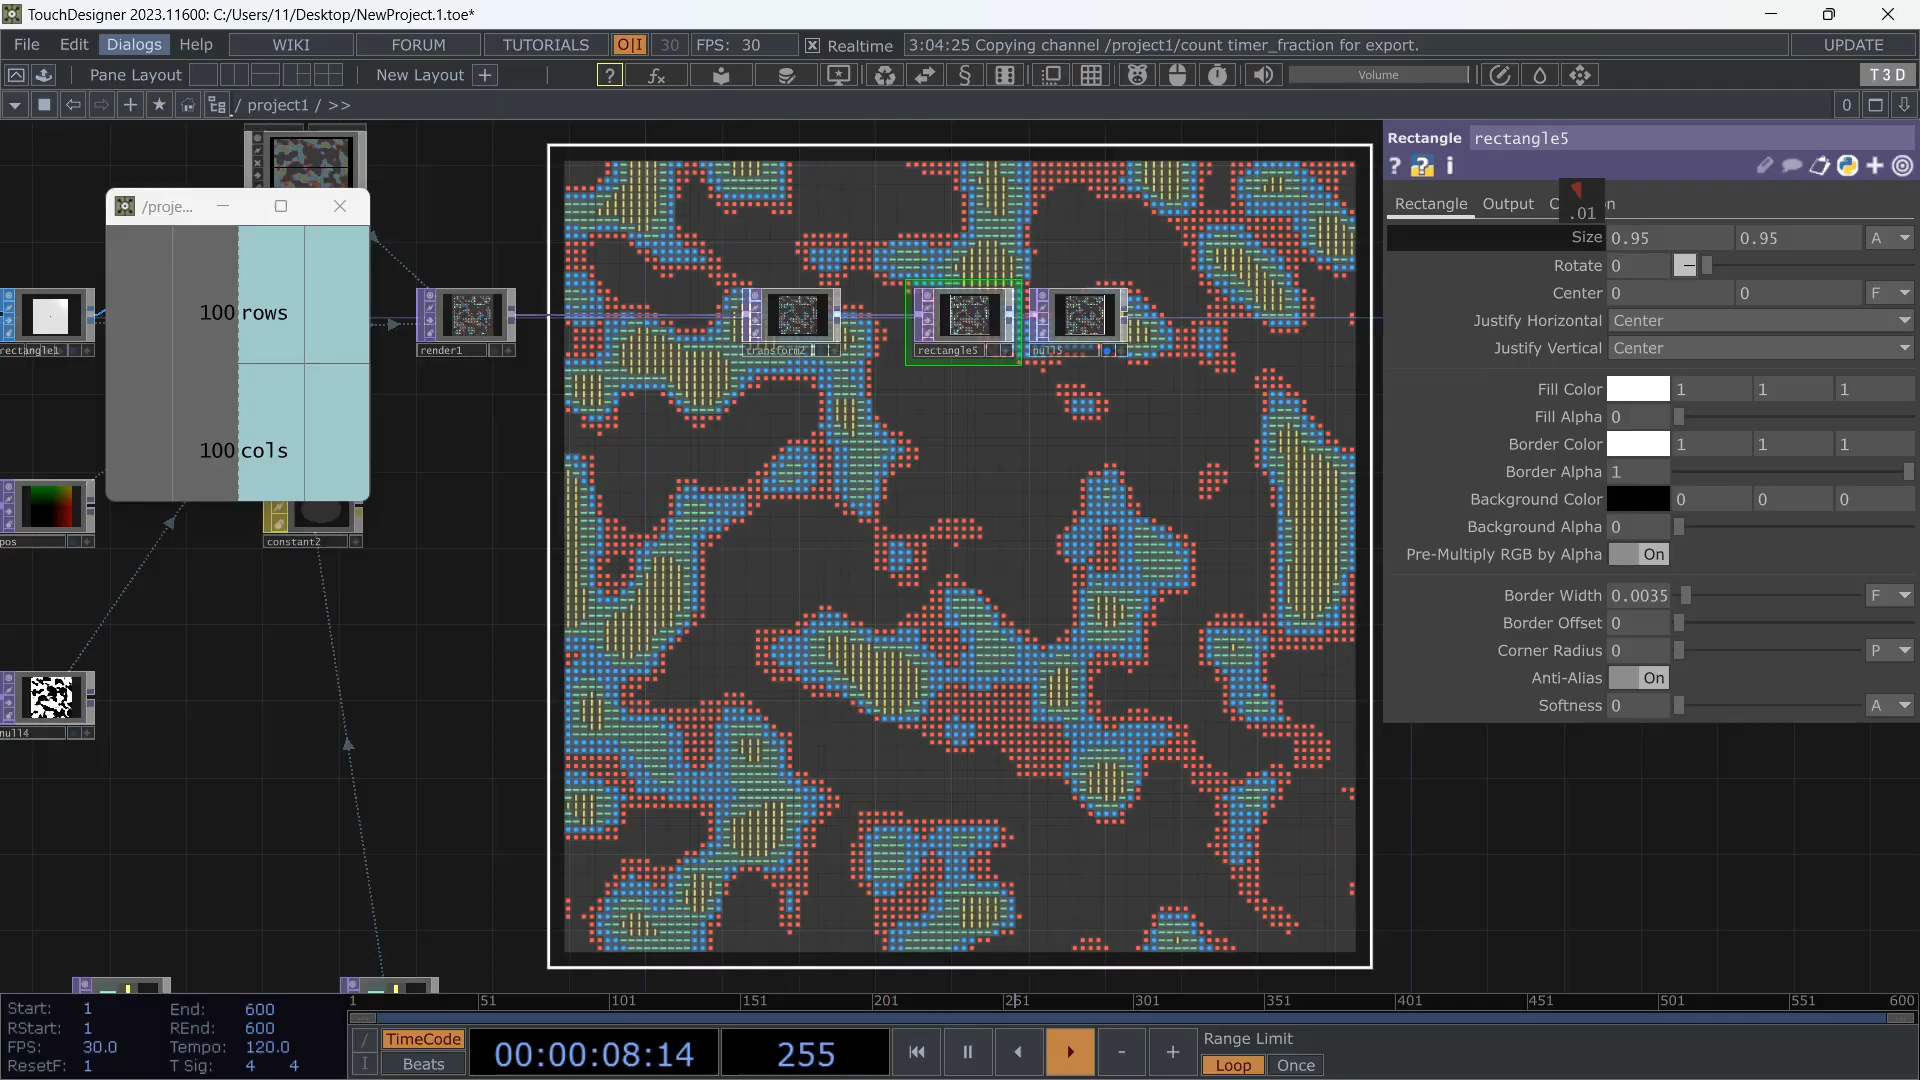 TouchDesigner 2023.11600: C:/Users/11/Desktop/NewProject.1.toe*
File Edit Dialogs Help WIKI FORUM TUTORIALS O|I 30 FPS: 30 Realtime 3:04:25 Copying channel /project1/count timer_fraction for export. UPDATE
Pane Layout New Layout + ? fx § Volume T3D
/ project1 / >> 0
Rectangle rectangle5
? ? i
Rectangle Output
.01
Size 0.95 0.95 A
Rotate 0
Center 0 0 F
Justify Horizontal Center
Justify Vertical Center
Fill Color 1 1 1
Fill Alpha 0
Border Color 1 1 1
Border Alpha 1
Background Color 0 0 0
Background Alpha 0
Pre-Multiply RGB by Alpha On
Border Width 0.0035 F
Border Offset 0
Corner Radius 0 P
Anti-Alias On
Softness 0 A
/proje...
100 rows
100 cols
rectangle1
render1
transform2
rectangle5
null5
pos
constant2
null4
Start: 1 End: 600
RStart: 1 REnd: 600
FPS: 30.0 Tempo: 120.0
ResetF: 1 T Sig: 4 4
1 51 101 151 201 251 301 351 401 451 501 551 600
TimeCode
Beats
00:00:08:14
255
- +
Range Limit
Loop Once